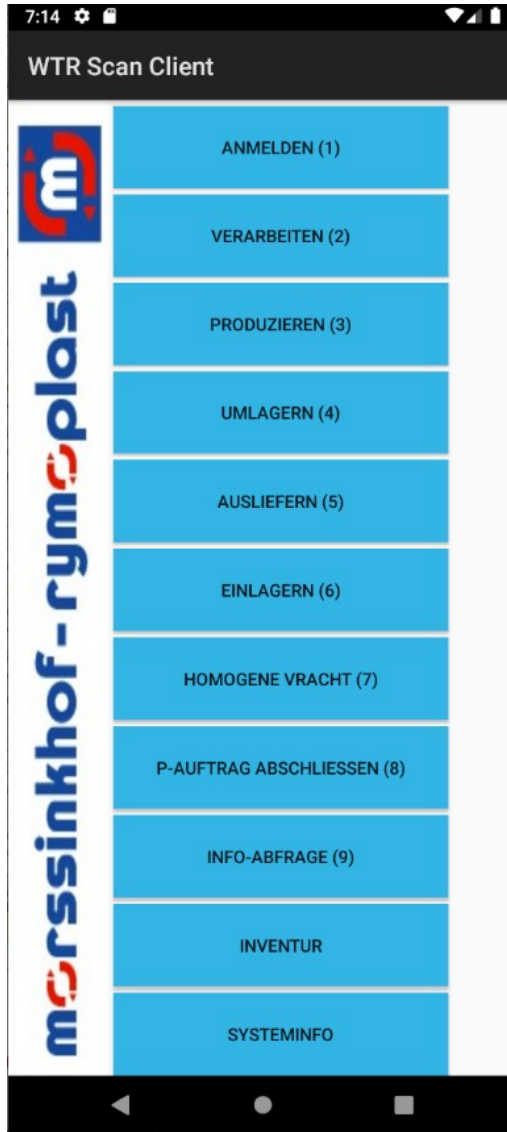 7:14
WTR Scan Client
m
morssinkhof-rymoplast
ANMELDEN (1)
VERARBEITEN (2)
PRODUZIEREN (3)
UMLAGERN (4)
AUSLIEFERN (5)
EINLAGERN (6)
HOMOGENE VRACHT (7)
P-AUFTRAG ABSCHLIESSEN (8)
INFO-ABFRAGE (9)
INVENTUR
SYSTEMINFO